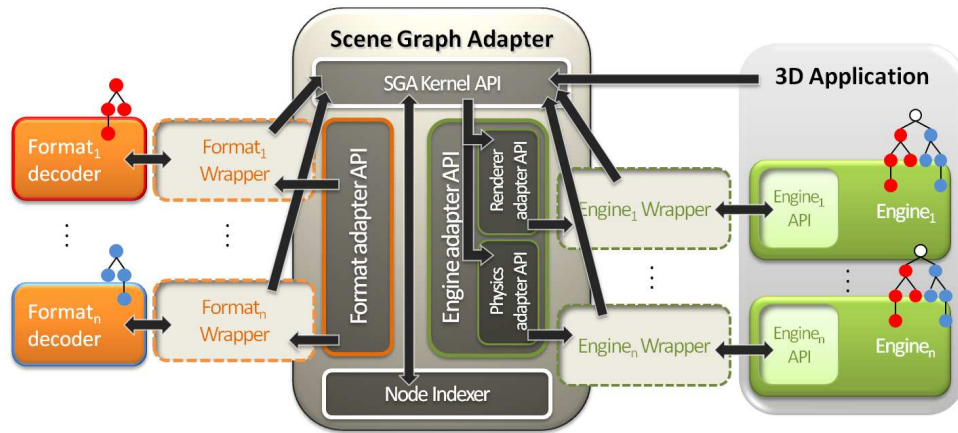 Scene Graph Adapter
SGA Kernel API
3D Application
Format₁
decoder
Format₁
Wrapper
Format adapter API
Engine adapter API
Renderer
adapter API
Physics
adapter API
Engine₁ Wrapper
Engine₁
API
Engine₁
Formatₙ
decoder
Formatₙ
Wrapper
Engineₙ Wrapper
Engineₙ
API
Engineₙ
Node Indexer